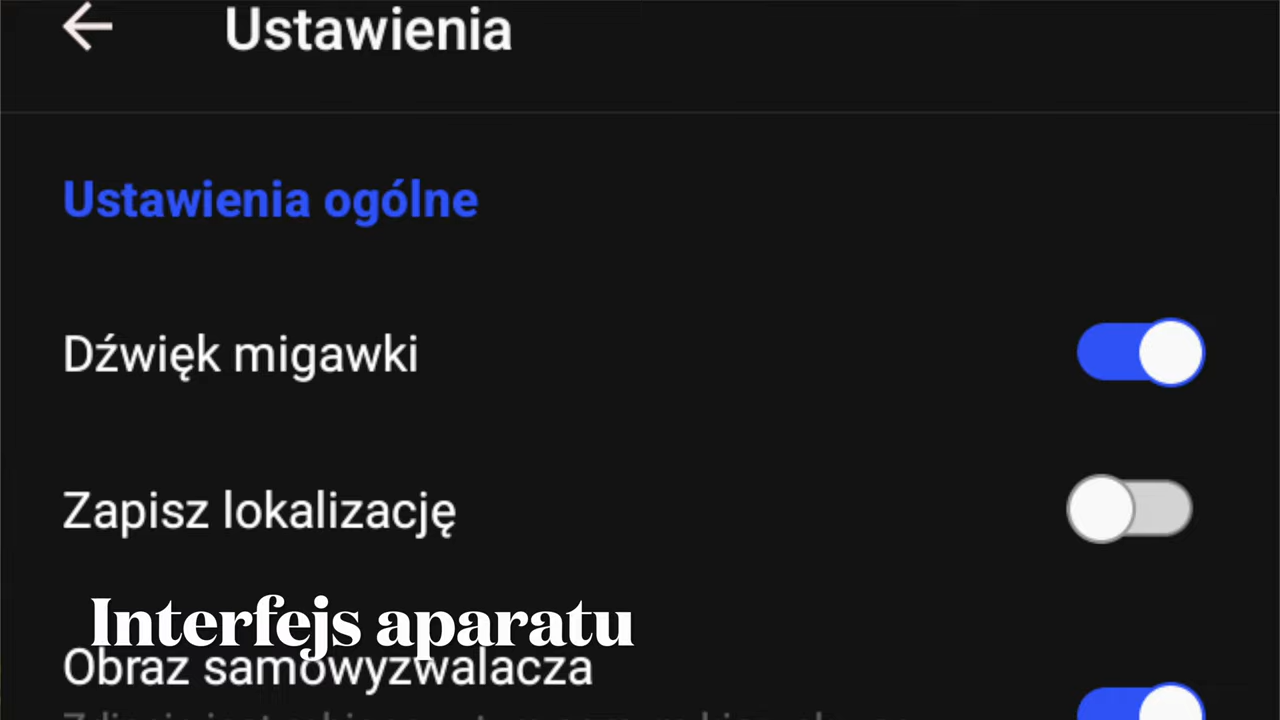 Ustawienia
Ustawienia ogólne
Dźwięk migawki
Zapisz lokalizację
Interfejs aparatu
Obraz samowyzwalacza